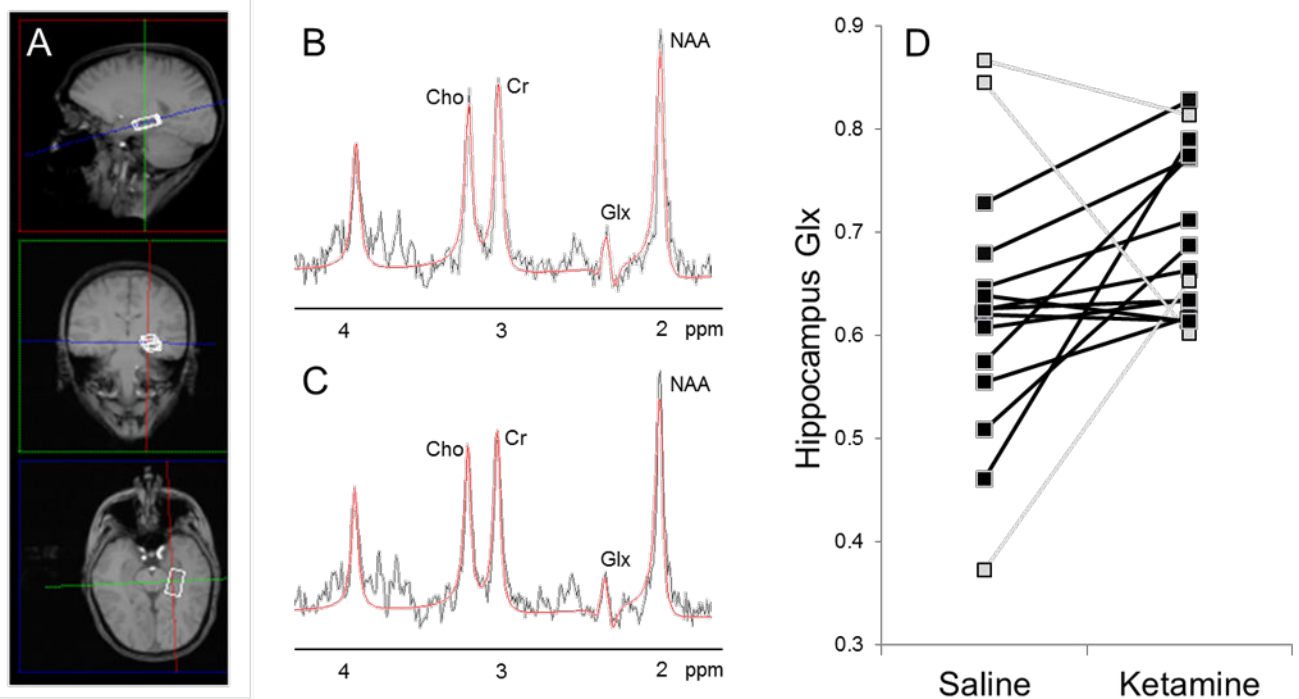 A
B
NAA
Cho
Cr
Glx
4 3 2 ppm
C
NAA
Cho
Cr
Glx
4 3 2 ppm
D
Hippocampus Glx
0.9
0.8
0.7
0.6
0.5
0.4
0.3
Saline Ketamine